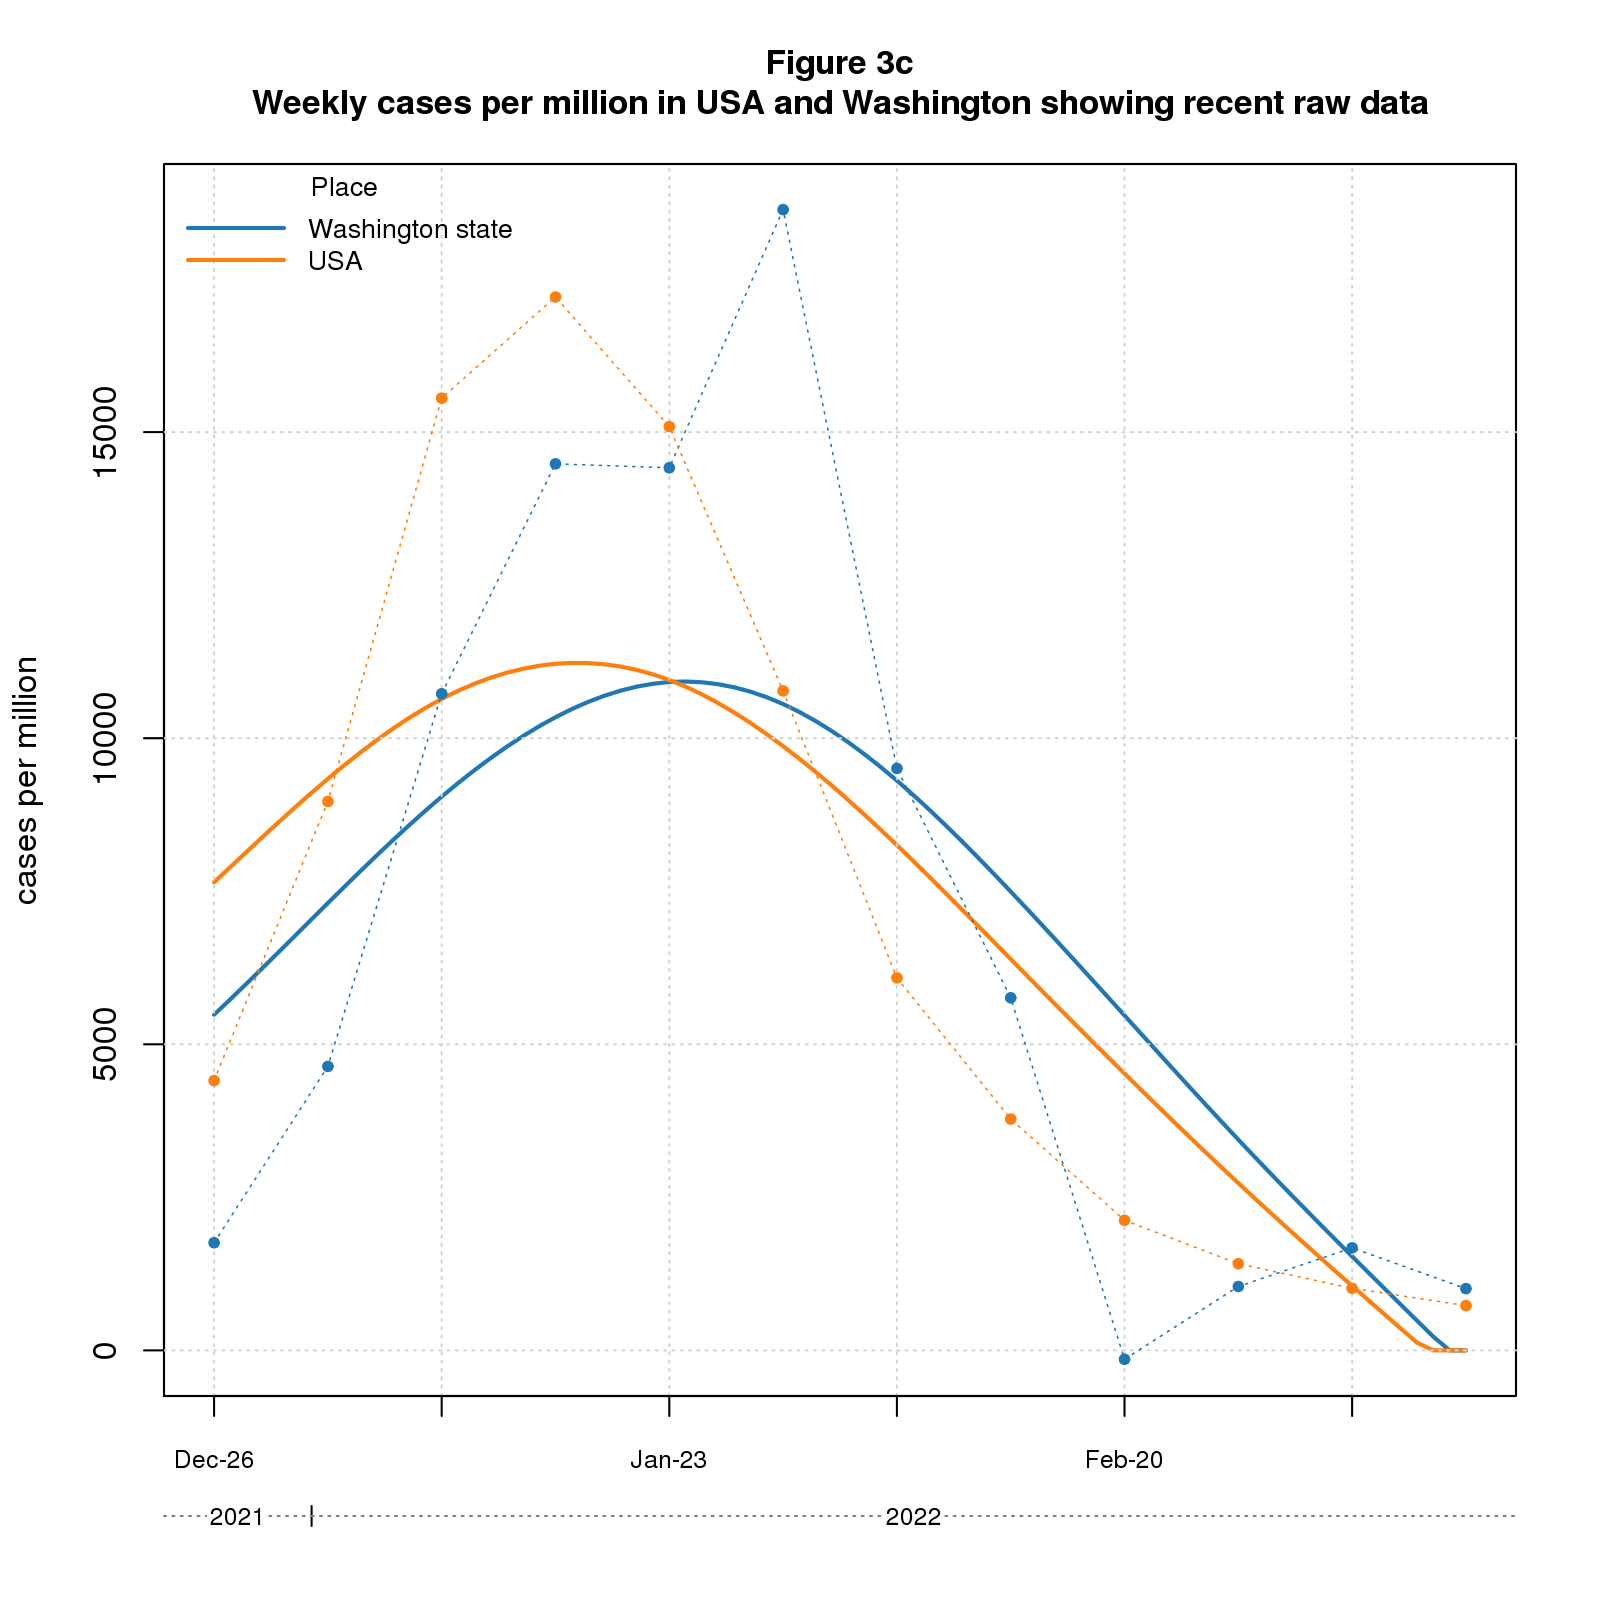 Figure 3c
Weekly cases per million in USA and Washington showing recent raw data
Place
Washington state
USA
cases per million
15000
10000
5000
0
Dec-26
Jan-23
Feb-20
2021
2022